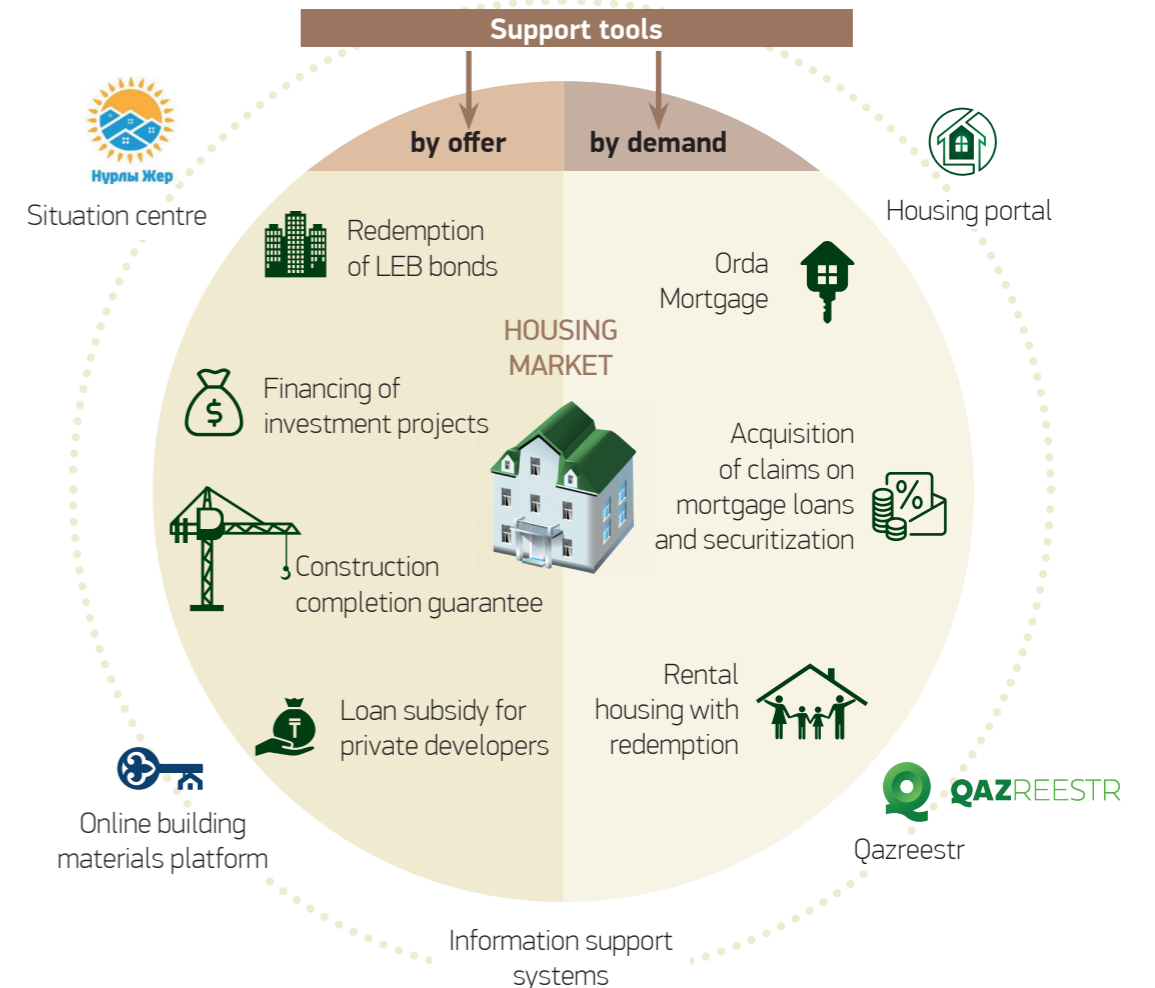 Support tools
by offer
by demand
Нұрлы Жер
Situation centre
Housing portal
Redemption
of LEB bonds
Orda
Mortgage
HOUSING
MARKET
$
Financing of
investment projects
Acquisition
of claims on
mortgage loans
and securitization
%
Construction
completion guarantee
₸
Loan subsidy for
private developers
Rental
housing with
redemption
Online building
materials platform
QAZREESTR
Qazreestr
Information support
systems